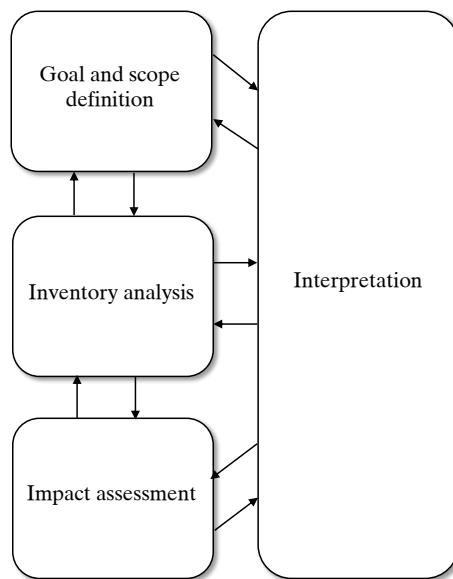 Goal and scope
definition
Inventory analysis
Interpretation
Impact assessment